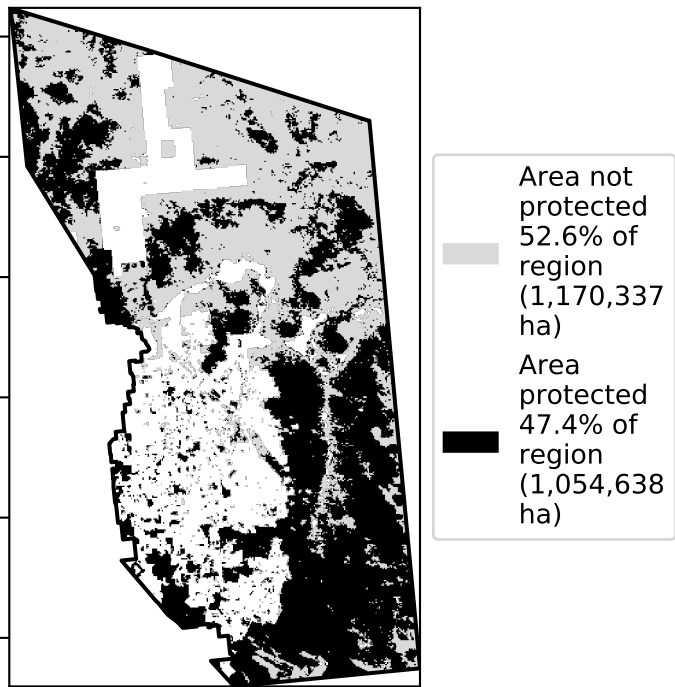 Area not
protected
52.6% of
region
(1,170,337
ha)
Area
protected
47.4% of
region
(1,054,638
ha)